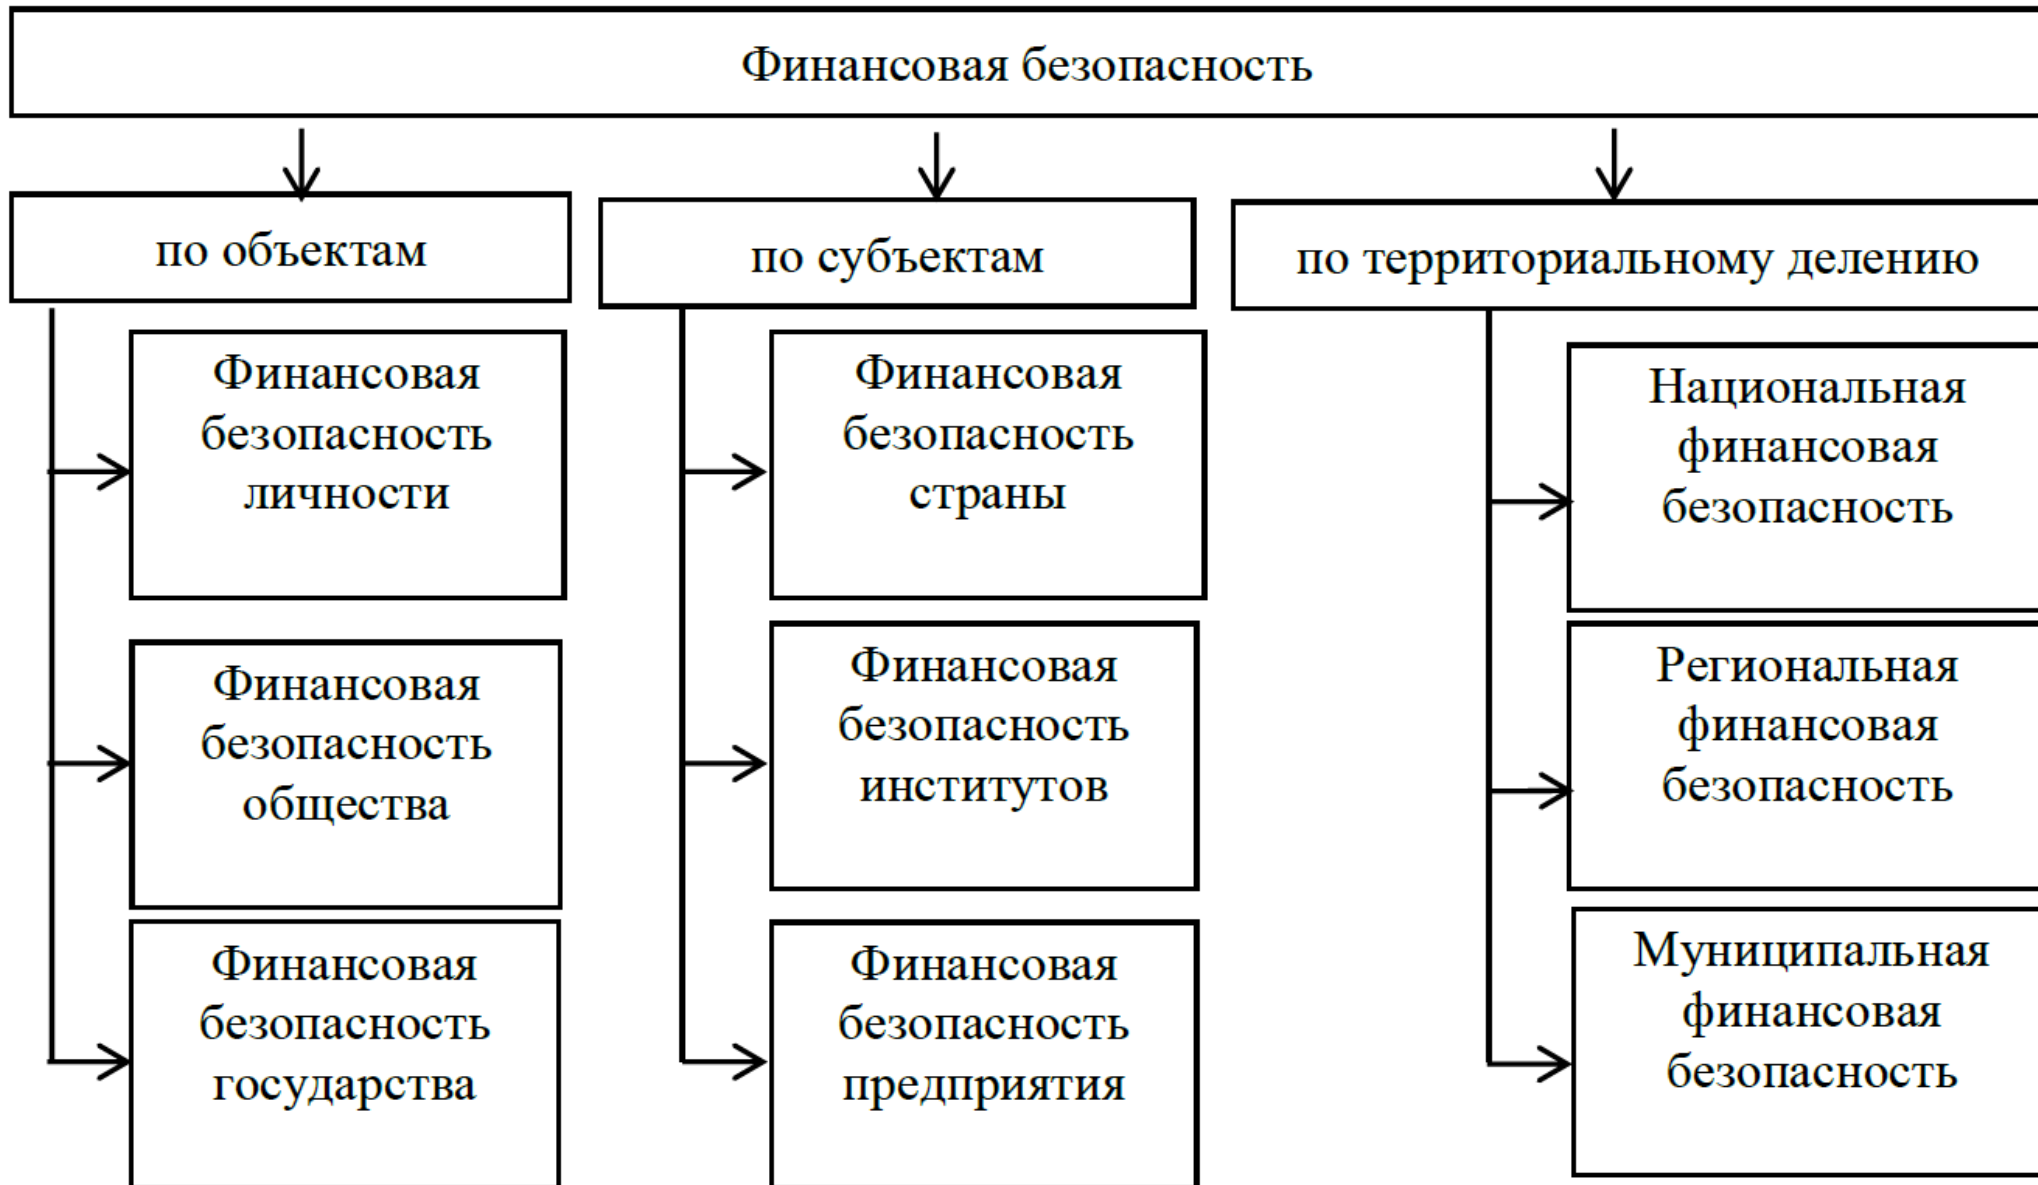 Финансовая безопасность
по объектам
Финансовая
безопасность
личности
Финансовая
безопасность
общества
Финансовая
безопасность
государства
по субъектам
Финансовая
безопасность
страны
Финансовая
безопасность
институтов
Финансовая
безопасность
предприятия
по территориальному делению
Национальная
финансовая
безопасность
Региональная
финансовая
безопасность
Муниципальная
финансовая
безопасность